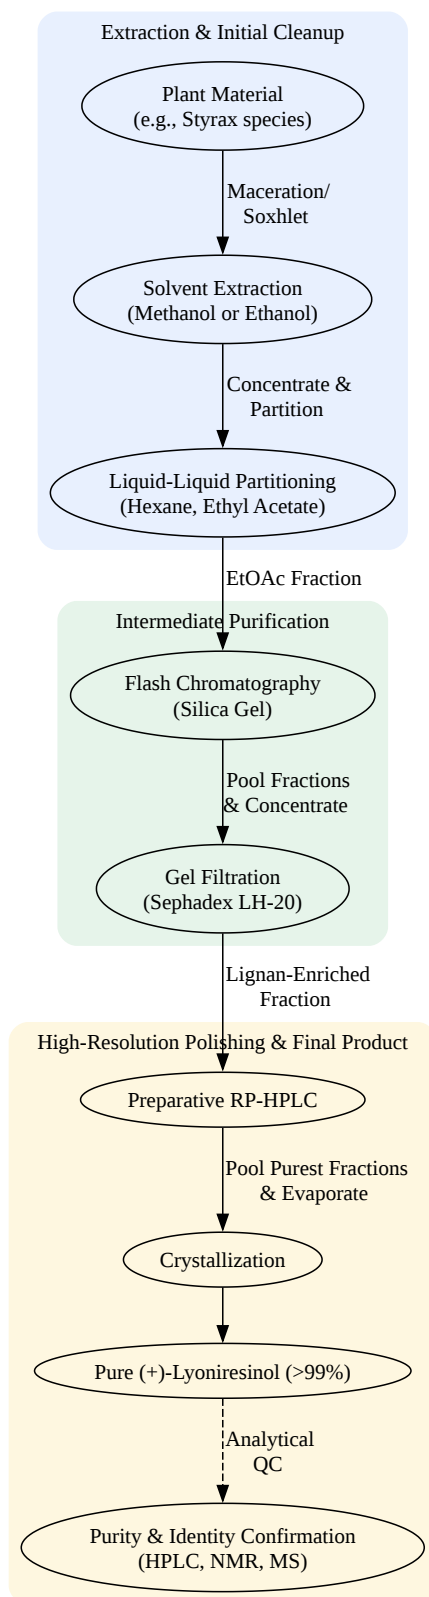 Extraction & Initial Cleanup
Plant Material
(e.g., Styrax species)
Maceration/
Soxhlet
Solvent Extraction
(Methanol or Ethanol)
Concentrate &
Partition
Liquid-Liquid Partitioning
(Hexane, Ethyl Acetate)
EtOAc Fraction
Intermediate Purification
Flash Chromatography
(Silica Gel)
Pool Fractions
& Concentrate
Gel Filtration
(Sephadex LH-20)
Lignan-Enriched
Fraction
High-Resolution Polishing & Final Product
Preparative RP-HPLC
Pool Purest Fractions
& Evaporate
Crystallization
Pure (+)-Lyoniresinol (>99%)
Analytical
QC
Purity & Identity Confirmation
(HPLC, NMR, MS)